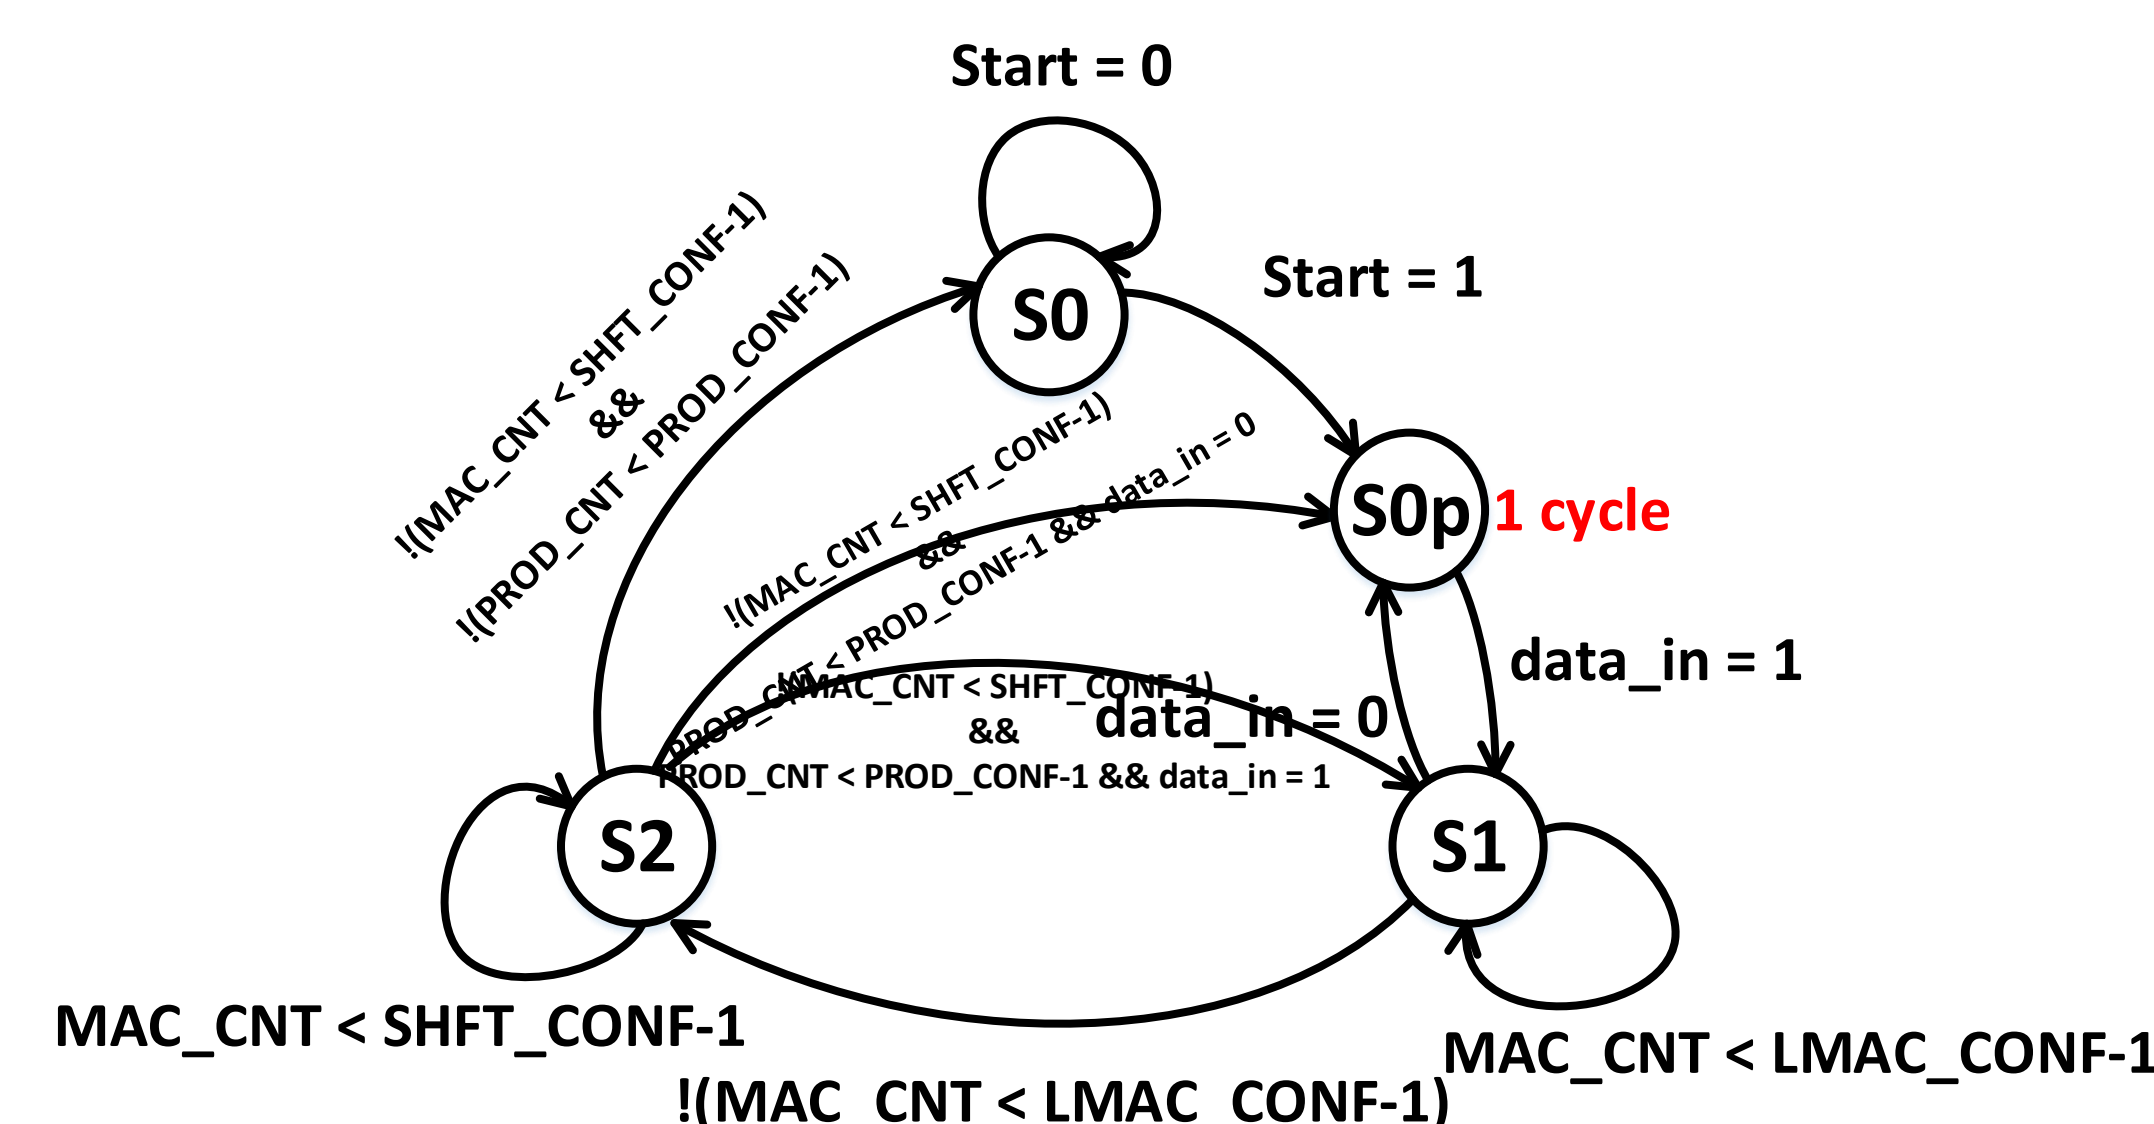 Start = 0
Start = 1
S0
!(MAC_CNT < SHFT_CONF-1)
&&
!(PROD_CNT < PROD_CONF-1)
!(MAC_CNT < SHFT_CONF-1)
&&
PROD_CNT < PROD_CONF-1 && data_in = 0
S0p
1 cycle
data_in = 1
data_in = 0
!(MAC_CNT < SHFT_CONF-1)
&&
PROD_CNT < PROD_CONF-1 && data_in = 1
S2
S1
MAC_CNT < SHFT_CONF-1
MAC_CNT < LMAC_CONF-1
!(MAC_CNT < LMAC_CONF-1)